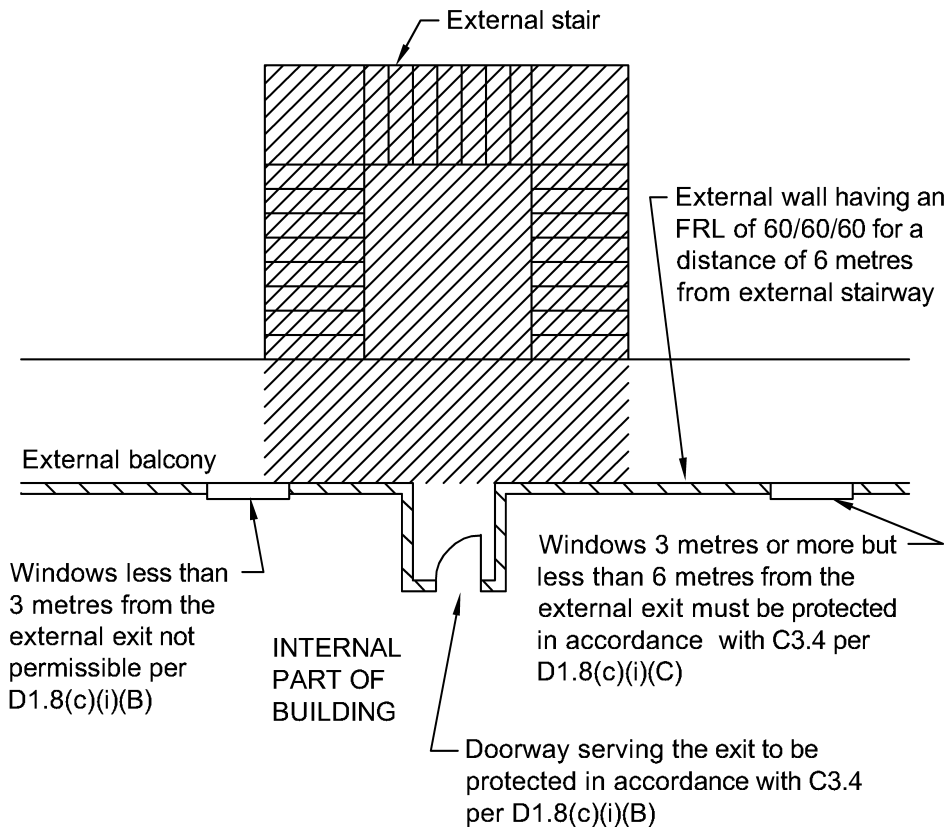 External stair
External wall having an
FRL of 60/60/60 for a
distance of 6 metres
from external stairway
External balcony
Windows less than
3 metres from the
external exit not
permissible per
D1.8(c)(i)(B)
INTERNAL
PART OF
BUILDING
Windows 3 metres or more but
less than 6 metres from the
external exit must be protected
in accordance with C3.4 per
D1.8(c)(i)(C)
Doorway serving the exit to be
protected in accordance with C3.4
per D1.8(c)(i)(B)